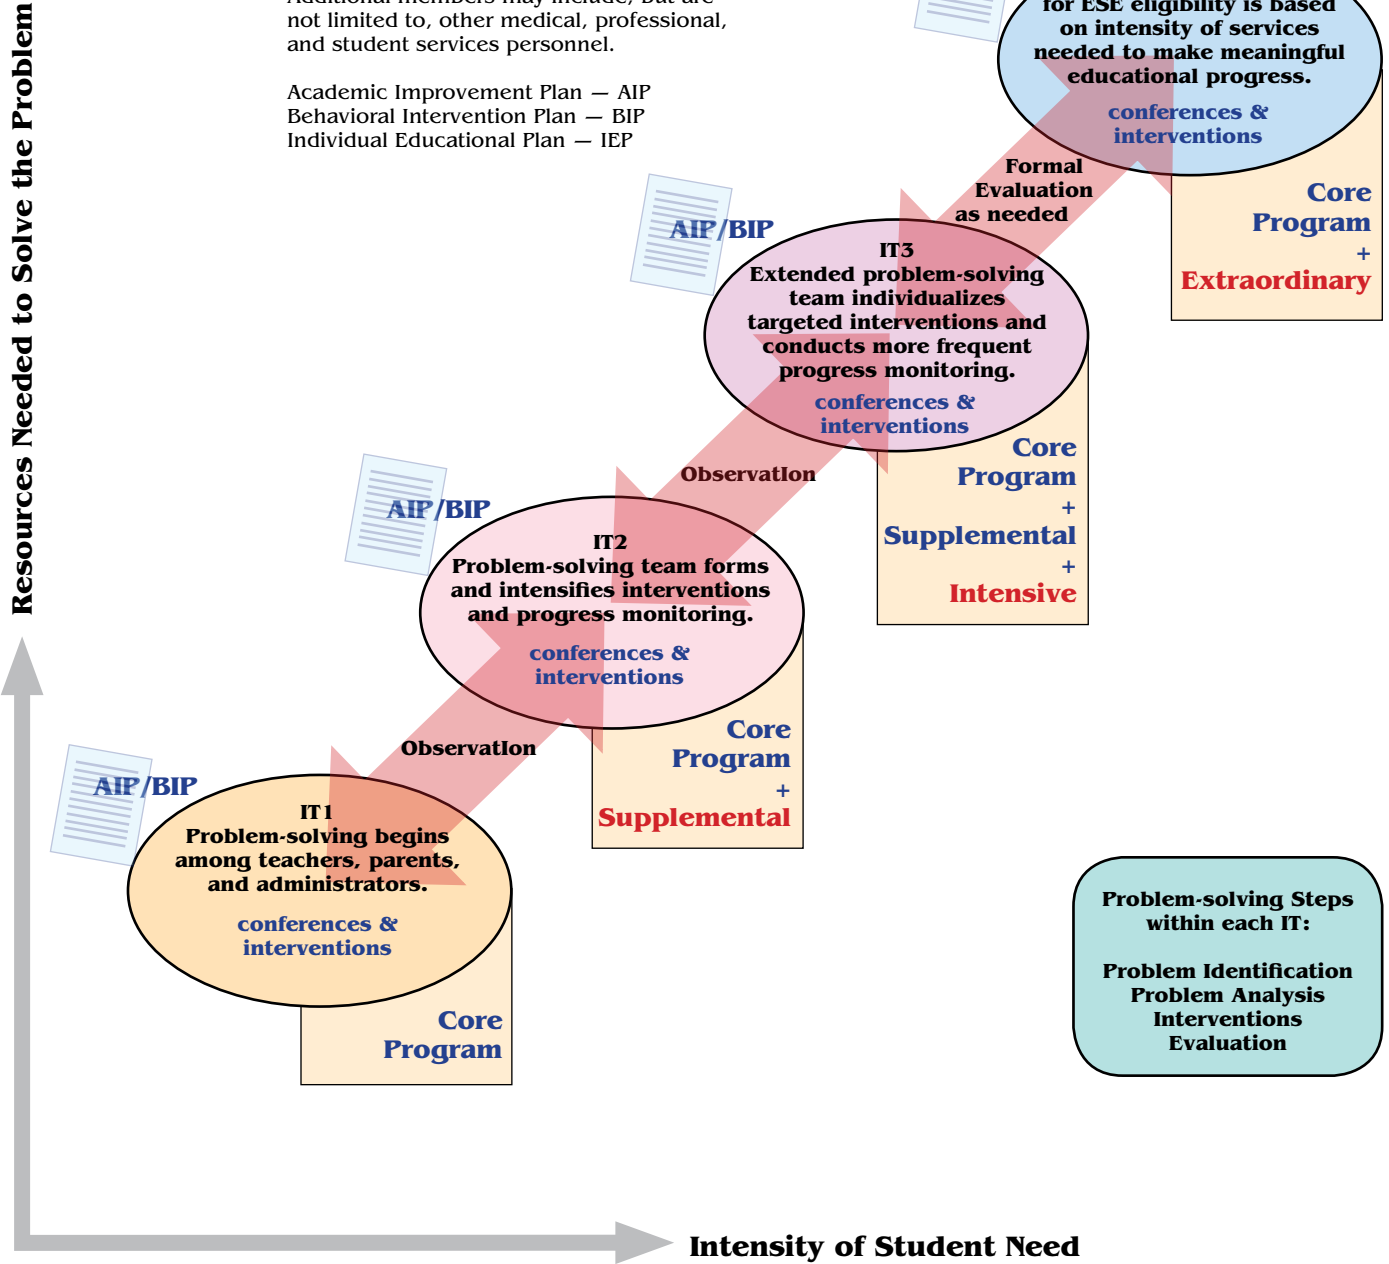 Additional members may include, but are
not limited to, other medical, professional,
and student services personnel.
Academic Improvement Plan — AIP
Behavioral Intervention Plan — BIP
Individual Educational Plan — IEP
for ESE eligibility is based
on intensity of services
needed to make meaningful
educational progress.
conferences &
interventions
Core
Program
+
Extraordinary
Formal
Evaluation
as needed
AIP/BIP
IT3
Extended problem-solving
team individualizes
targeted interventions and
conducts more frequent
progress monitoring.
conferences &
interventions
Core
Program
+
Supplemental
+
Intensive
Observation
AIP/BIP
IT2
Problem-solving team forms
and intensifies interventions
and progress monitoring.
conferences &
interventions
Core
Program
+
Supplemental
Observation
AIP/BIP
IT1
Problem-solving begins
among teachers, parents,
and administrators.
conferences &
interventions
Core
Program
Problem-solving Steps
within each IT:
Problem Identification
Problem Analysis
Interventions
Evaluation
Resources Needed to Solve the Problem
Intensity of Student Need